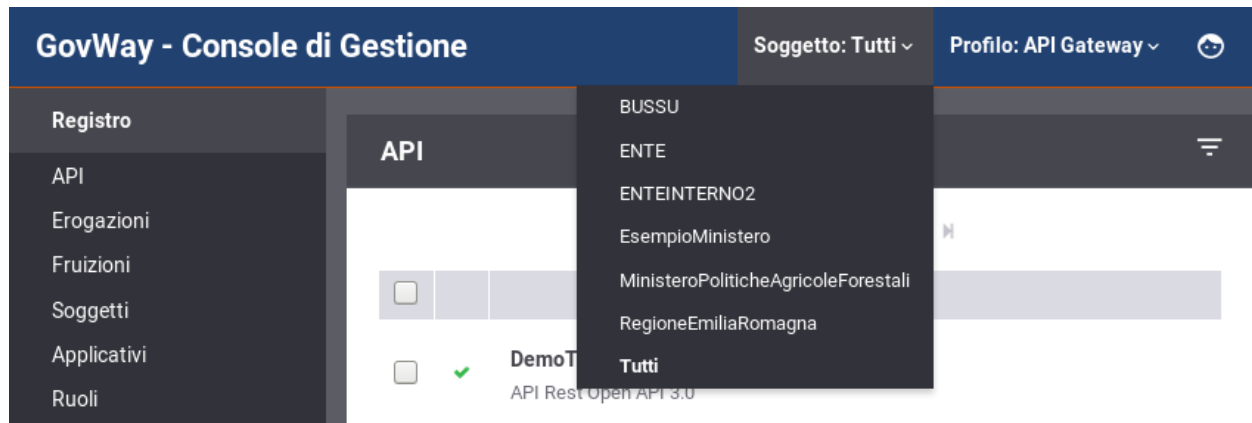 GovWay - Console di Gestione
Soggetto: Tutti
Profilo: API Gateway
Registro
API
Erogazioni
Fruizioni
Soggetti
Applicativi
Ruoli
API
BUSSU
ENTE
ENTEINTERNO2
EsempioMinistero
MinisteroPoliticheAgricoleForestali
RegioneEmiliaRomagna
Tutti
DemoT
API Rest Open API 3.0